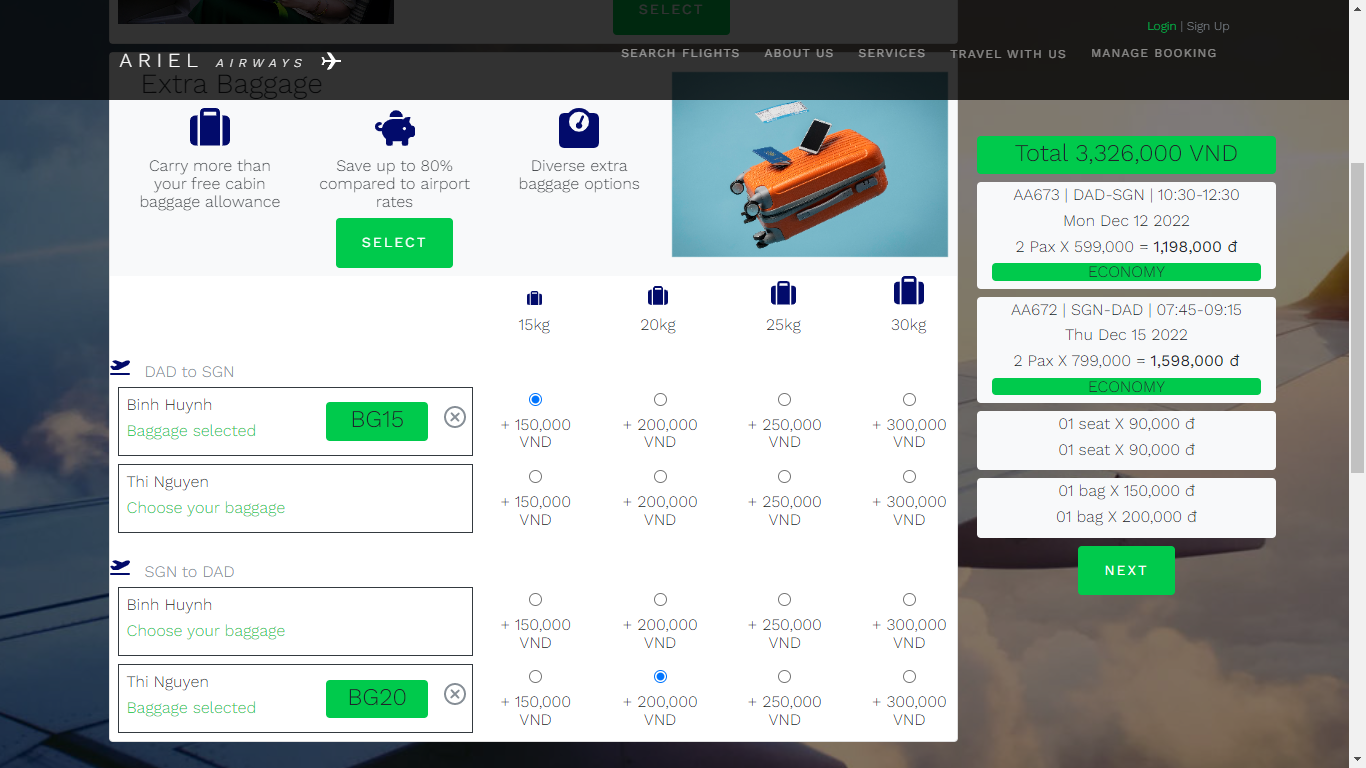 SELECT
Login | Sign Up
ARIEL AIRWAYS
SEARCH FLIGHTS ABOUT US SERVICES TRAVEL WITH US MANAGE BOOKING
Extra Baggage
Carry more than
your free cabin
baggage allowance
Save up to 80%
compared to airport
rates
Diverse extra
baggage options
SELECT
15kg 20kg 25kg 30kg
DAD to SGN
Binh Huynh
Baggage selected
BG15
+ 150,000
VND
+ 200,000
VND
+ 250,000
VND
+ 300,000
VND
Thi Nguyen
Choose your baggage
+ 150,000
VND
+ 200,000
VND
+ 250,000
VND
+ 300,000
VND
SGN to DAD
Binh Huynh
Choose your baggage
+ 150,000
VND
+ 200,000
VND
+ 250,000
VND
+ 300,000
VND
Thi Nguyen
Baggage selected
BG20
+ 150,000
VND
+ 200,000
VND
+ 250,000
VND
+ 300,000
VND
Total 3,326,000 VND
AA673 | DAD-SGN | 10:30-12:30
Mon Dec 12 2022
2 Pax X 599,000 = 1,198,000 đ
ECONOMY
AA672 | SGN-DAD | 07:45-09:15
Thu Dec 15 2022
2 Pax X 799,000 = 1,598,000 đ
ECONOMY
01 seat X 90,000 đ
01 seat X 90,000 đ
01 bag X 150,000 đ
01 bag X 200,000 đ
NEXT